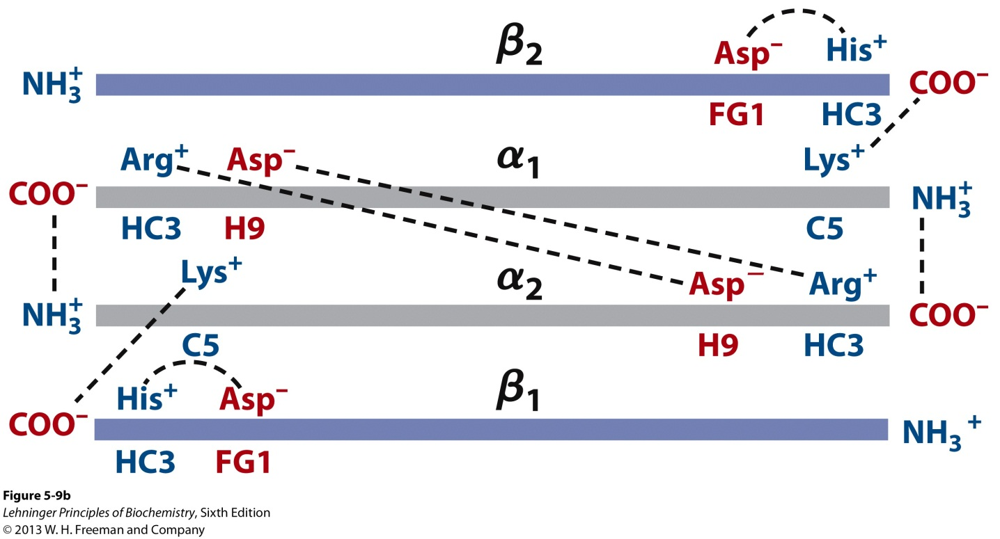 β₂
Asp⁻ His⁺
NH₃⁺ COO⁻
FG1 HC3
Arg⁺ Asp⁻ α₁ Lys⁺
COO⁻ NH₃⁺
HC3 H9 C5
Lys⁺ α₂ Asp⁻ Arg⁺
NH₃⁺ COO⁻
C5 H9 HC3
His⁺ Asp⁻ β₁
COO⁻ NH₃⁺
HC3 FG1
Figure 5-9b
Lehninger Principles of Biochemistry, Sixth Edition
© 2013 W. H. Freeman and Company